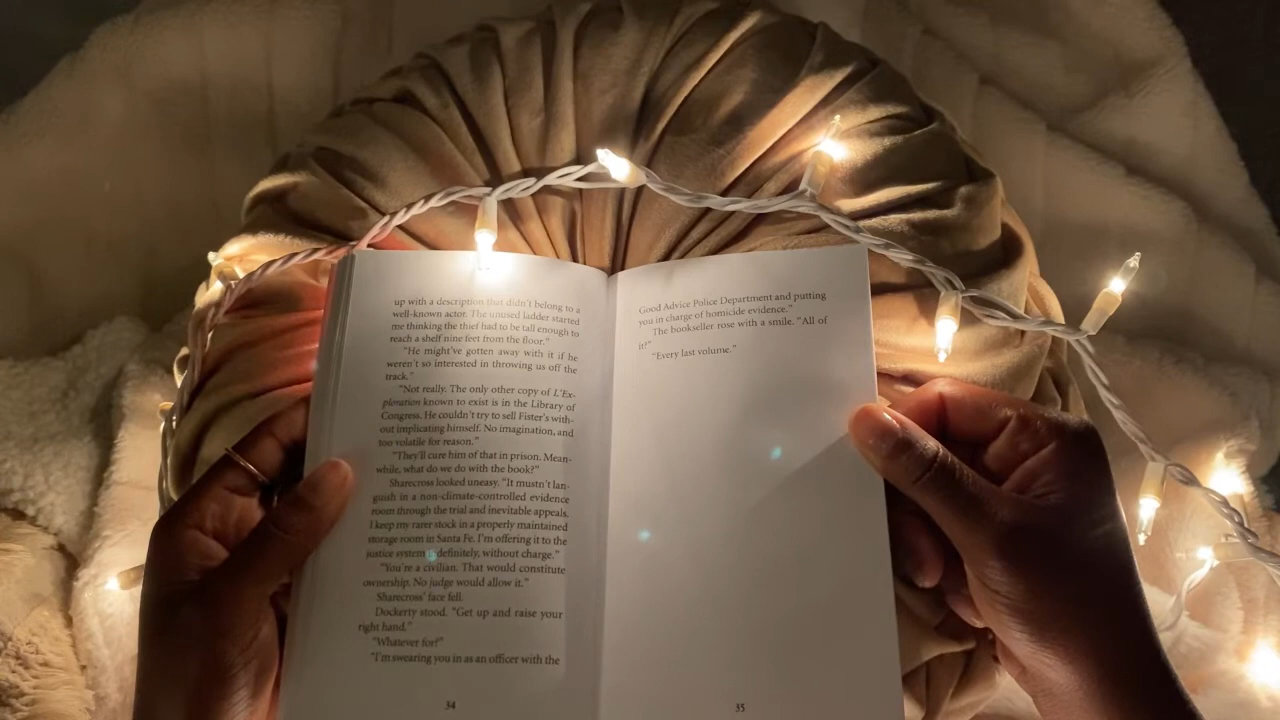 up with a description that didn't belong to a
well-known actor. The unused ladder started
me thinking the thief had to be tall enough to
reach a shelf nine feet from the floor."
"He might've gotten away with it if he
weren't so interested in throwing us off the
track."
"Not really. The only other copy of L'Ex-
ploration known to exist is in the Library of
Congress. He couldn't try to sell Fister's with-
out implicating himself. No imagination, and
too volatile for reason."
"They'll cure him of that in prison. Mean-
while, what do we do with the book?"
Sharecross looked uneasy. "It mustn't lan-
guish in a non-climate-controlled evidence
room through the trial and inevitable appeals.
I keep my rarer stock in a properly maintained
storage room in Santa Fe. I'm offering it to the
justice system indefinitely, without charge."
"You're a civilian. That would constitute
ownership. No judge would allow it."
Sharecross' face fell.
Dockerty stood. "Get up and raise your
right hand."
"Whatever for?"
"I'm swearing you in as an officer with the
34
Good Advice Police Department and putting
you in charge of homicide evidence."
The bookseller rose with a smile. "All of
it?"
"Every last volume."
35